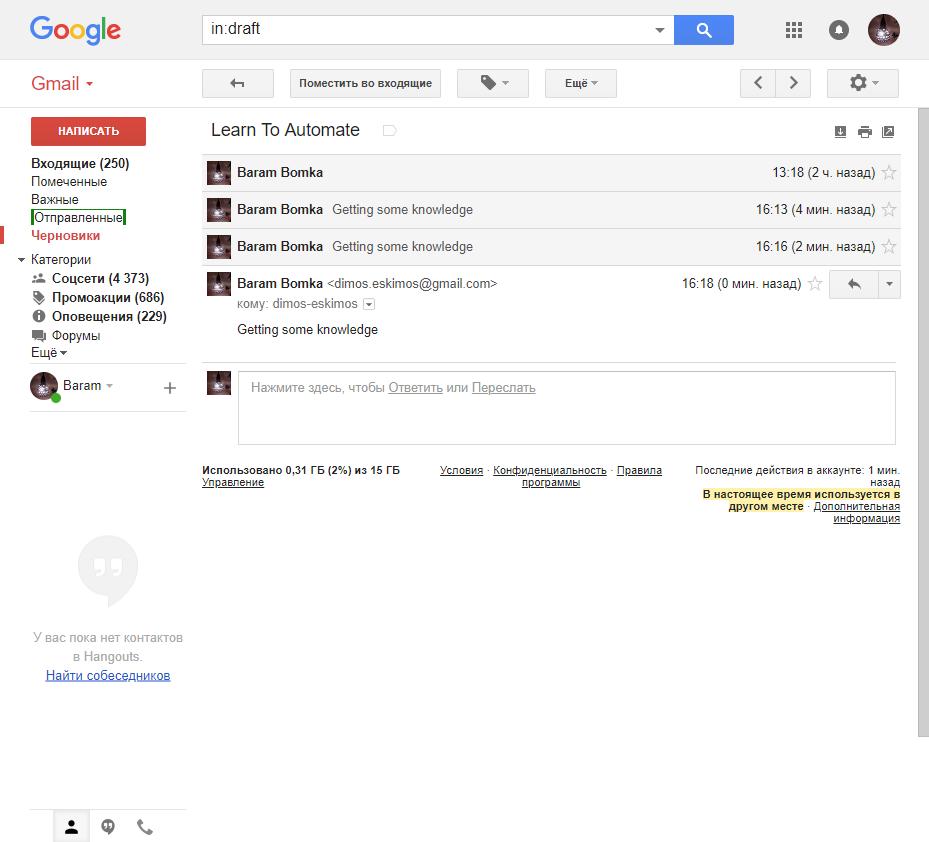 Google
in:draft
Gmail
Поместить во входящие
Ещё
НАПИСАТЬ
Входящие (250)
Помеченные
Важные
Отправленные
Черновики
Категории
Соцсети (4 373)
Промоакции (686)
Оповещения (229)
Форумы
Ещё
Baram
У вас пока нет контактов
в Hangouts.
Найти собеседников
Learn To Automate
Baram Bomka 13:18 (2 ч. назад)
Baram Bomka Getting some knowledge 16:13 (4 мин. назад)
Baram Bomka Getting some knowledge 16:16 (2 мин. назад)
Baram Bomka <dimos.eskimos@gmail.com> 16:18 (0 мин. назад)
кому: dimos-eskimos
Getting some knowledge
Нажмите здесь, чтобы Ответить или Переслать
Использовано 0,31 ГБ (2%) из 15 ГБ
Управление
Условия · Конфиденциальность · Правила
программы
Последние действия в аккаунте: 1 мин.
назад
В настоящее время используется в
другом месте · Дополнительная
информация